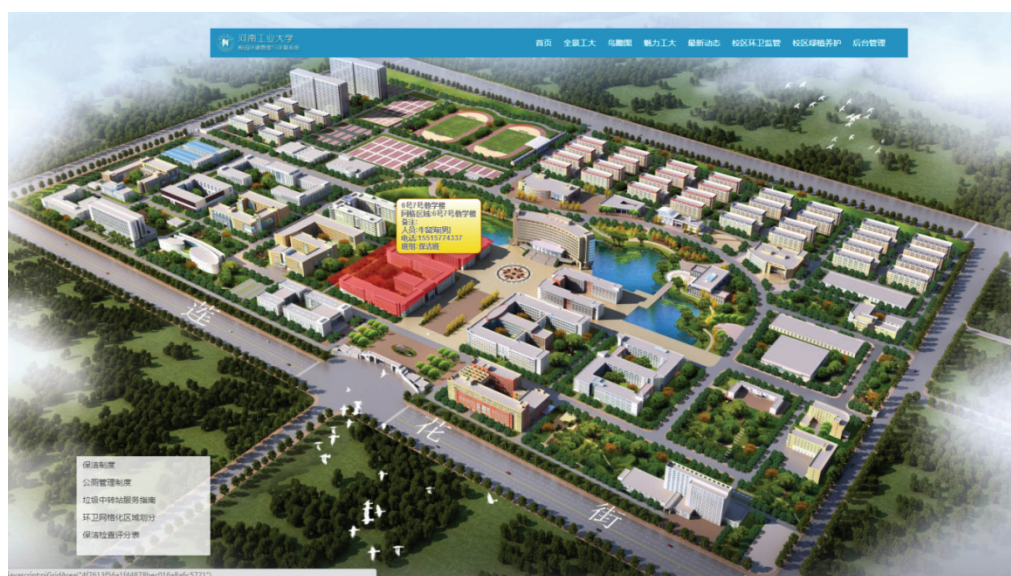 河南工业大学
首页 全景工大 鸟瞰图 魅力工大 最新动态 校区环卫监管 校区绿植养护 后台管理
6号7号教学楼
网格区域:6号7号教学楼
备注:
电话:15515774337
班组:保洁班
莲
花
街
保洁制度
公厕管理制度
垃圾中转站服务指南
环卫网格化区域划分
保洁检查评分表